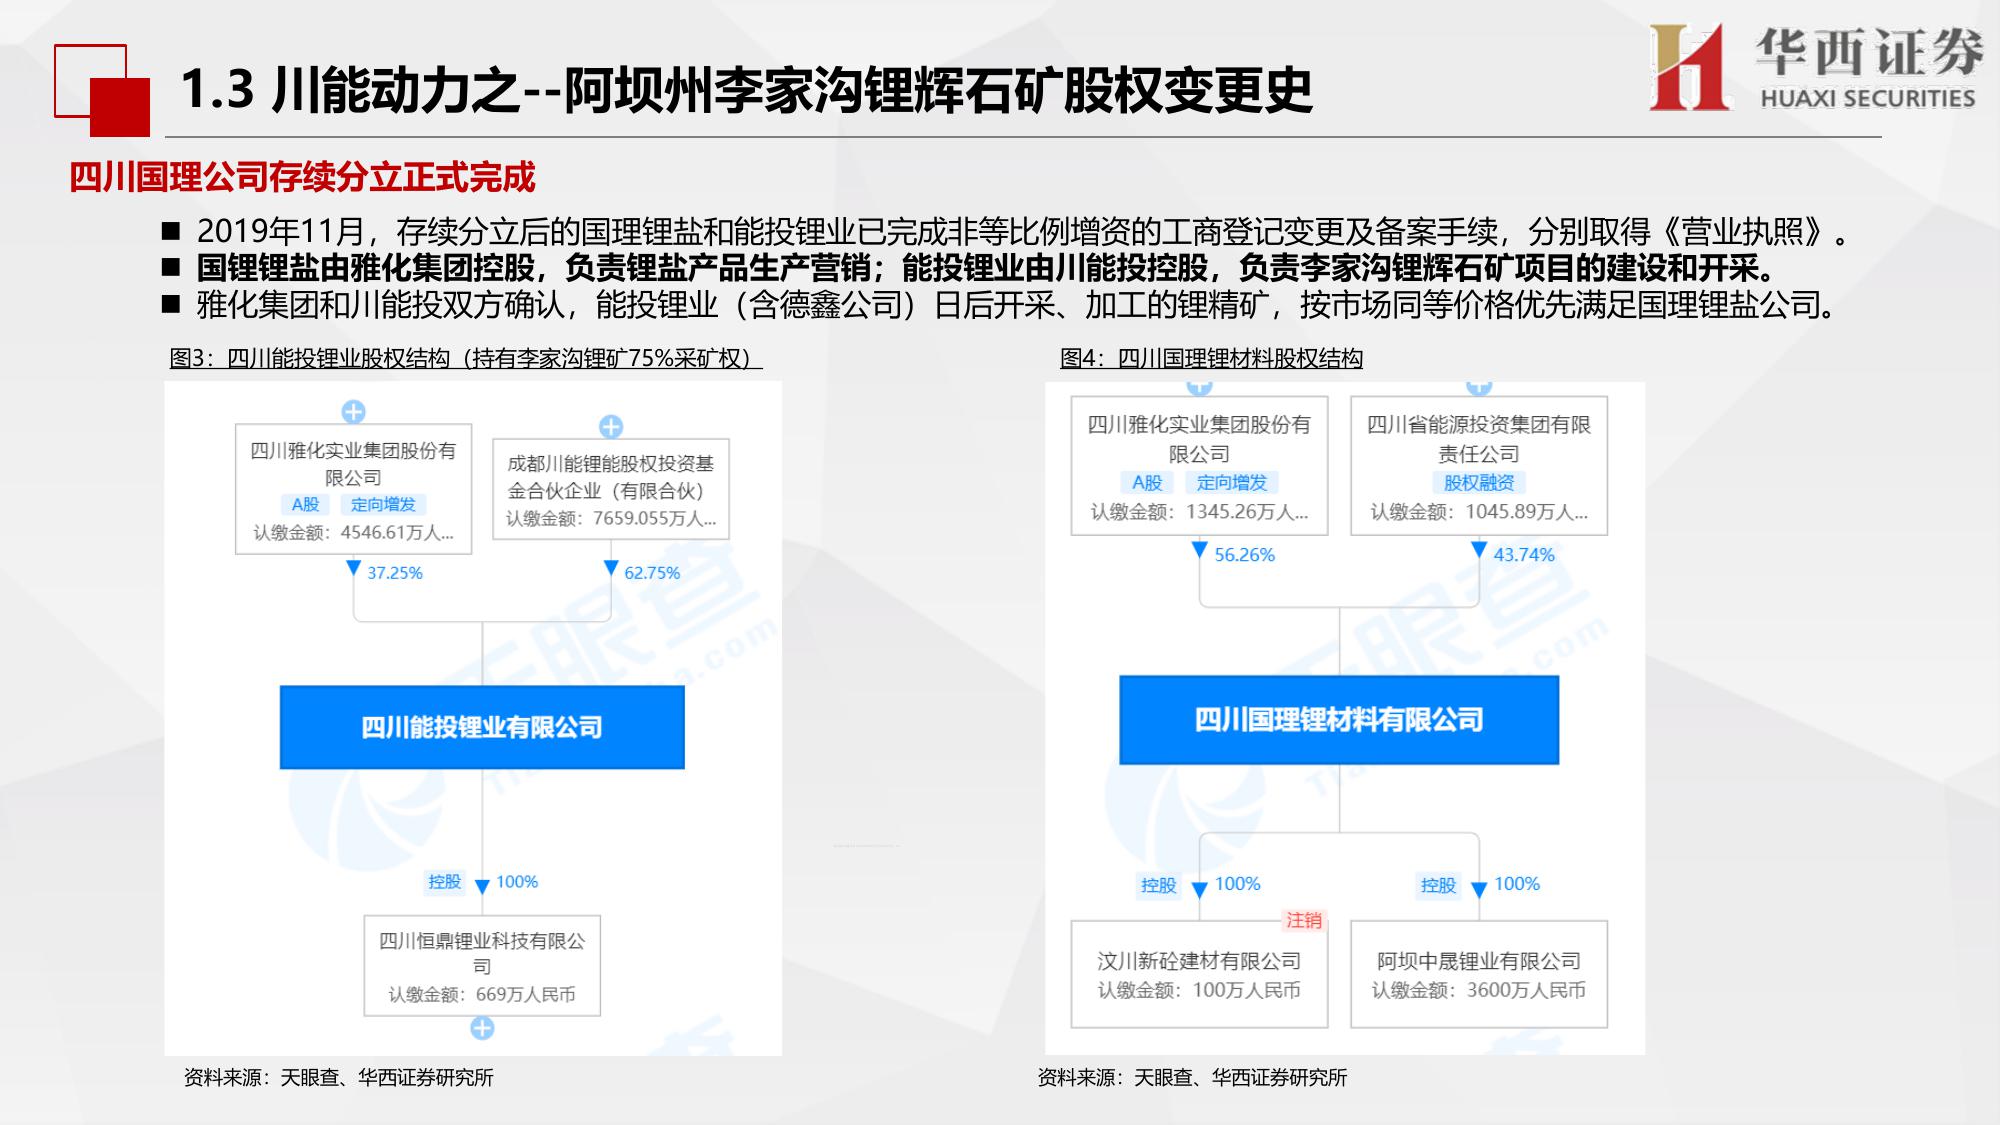 1.3 川能动力之--阿坝州李家沟锂辉石矿股权变更史
华西证券
HUAXI SECURITIES
四川国理公司存续分立正式完成
■ 2019年11月，存续分立后的国理锂盐和能投锂业已完成非等比例增资的工商登记变更及备案手续，分别取得《营业执照》。
■ 国锂锂盐由雅化集团控股，负责锂盐产品生产营销；能投锂业由川能投控股，负责李家沟锂辉石矿项目的建设和开采。
■ 雅化集团和川能投双方确认，能投锂业（含德鑫公司）日后开采、加工的锂精矿，按市场同等价格优先满足国理锂盐公司。
图3：四川能投锂业股权结构（持有李家沟锂矿75%采矿权）
四川雅化实业集团股份有
限公司
A股 定向增发
认缴金额：4546.61万人...
37.25%
成都川能锂能股权投资基
金合伙企业（有限合伙）
认缴金额：7659.055万人...
62.75%
四川能投锂业有限公司
控股 100%
四川恒鼎锂业科技有限公
司
认缴金额：669万人民币
天眼查
资料来源：天眼查、华西证券研究所
图4：四川国理锂材料股权结构
四川雅化实业集团股份有
限公司
A股 定向增发
认缴金额：1345.26万人...
56.26%
四川省能源投资集团有限
责任公司
股权融资
认缴金额：1045.89万人...
43.74%
四川国理锂材料有限公司
控股 100%
注销
汶川新砼建材有限公司
认缴金额：100万人民币
控股 100%
阿坝中晟锂业有限公司
认缴金额：3600万人民币
天眼查
资料来源：天眼查、华西证券研究所